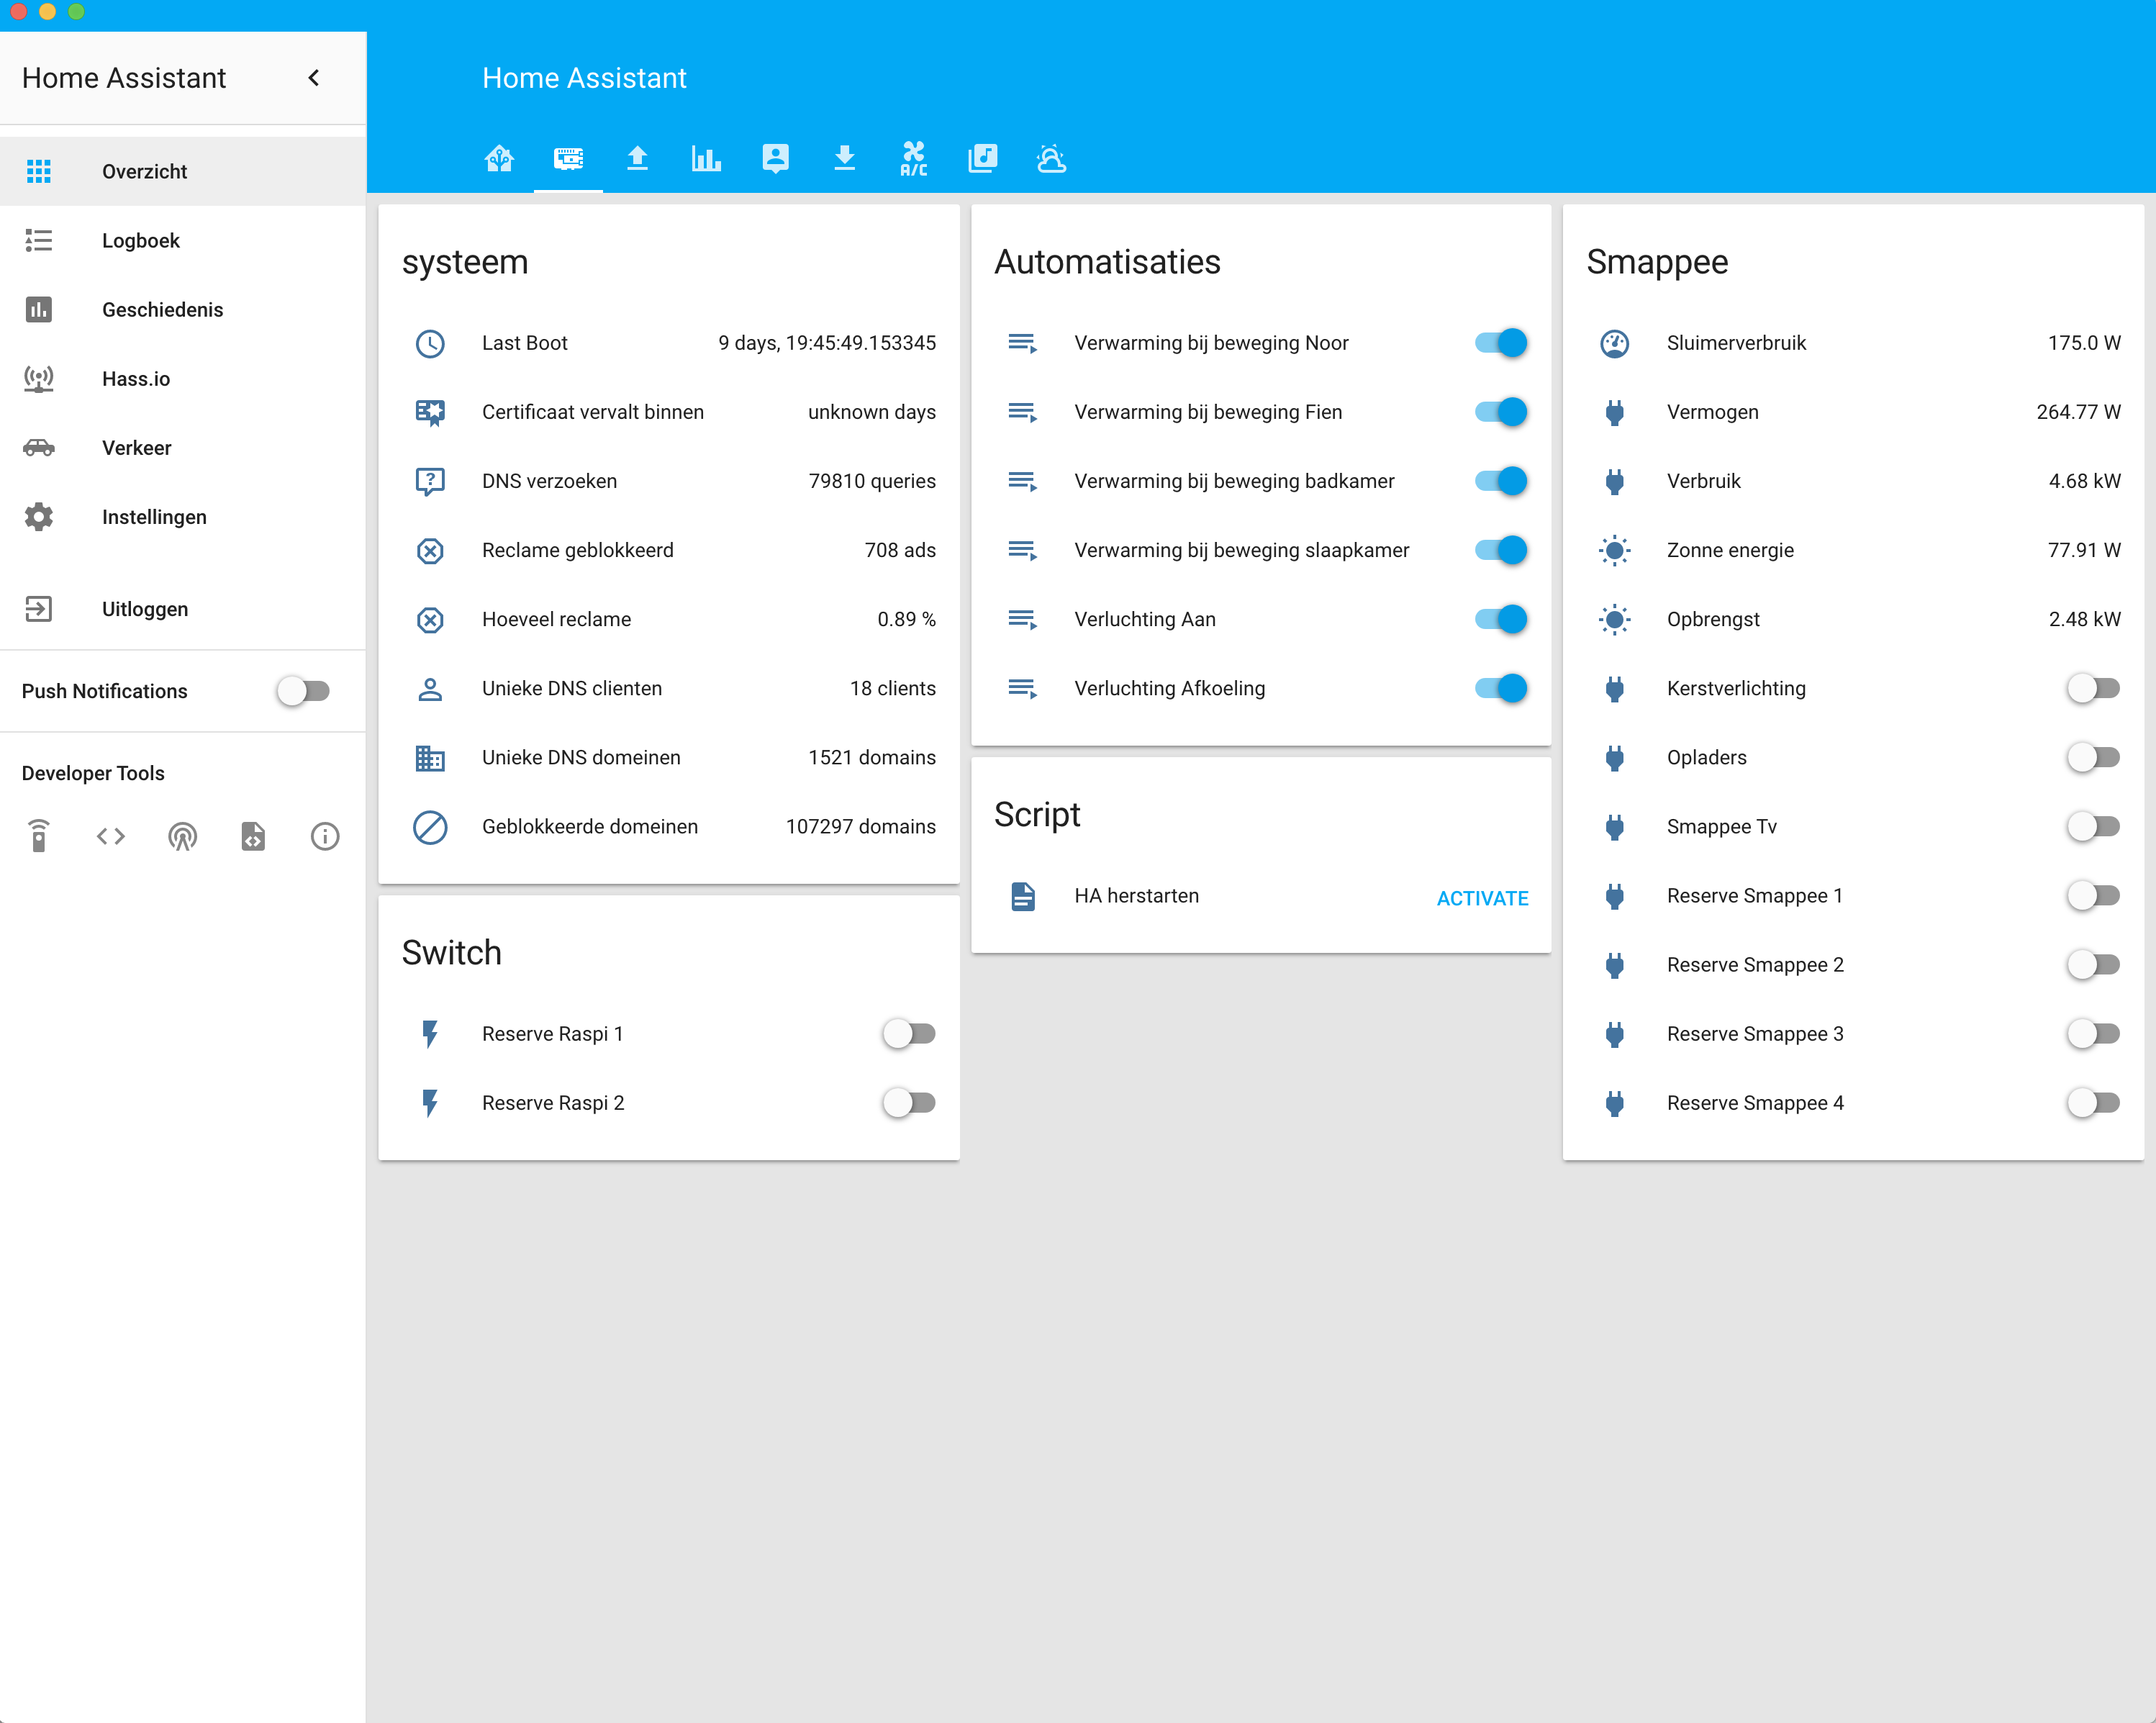 Home Assistant
Overzicht
Logboek
Geschiedenis
Hass.io
Verkeer
Instellingen
Uitloggen
Push Notifications
Developer Tools
Home Assistant
A/C
systeem
Last Boot 9 days, 19:45:49.153345
Certificaat vervalt binnen unknown days
DNS verzoeken 79810 queries
Reclame geblokkeerd 708 ads
Hoeveel reclame 0.89 %
Unieke DNS clienten 18 clients
Unieke DNS domeinen 1521 domains
Geblokkeerde domeinen 107297 domains
Switch
Reserve Raspi 1
Reserve Raspi 2
Automatisaties
Verwarming bij beweging Noor
Verwarming bij beweging Fien
Verwarming bij beweging badkamer
Verwarming bij beweging slaapkamer
Verluchting Aan
Verluchting Afkoeling
Script
HA herstarten ACTIVATE
Smappee
Sluimerverbruik 175.0 W
Vermogen 264.77 W
Verbruik 4.68 kW
Zonne energie 77.91 W
Opbrengst 2.48 kW
Kerstverlichting
Opladers
Smappee Tv
Reserve Smappee 1
Reserve Smappee 2
Reserve Smappee 3
Reserve Smappee 4